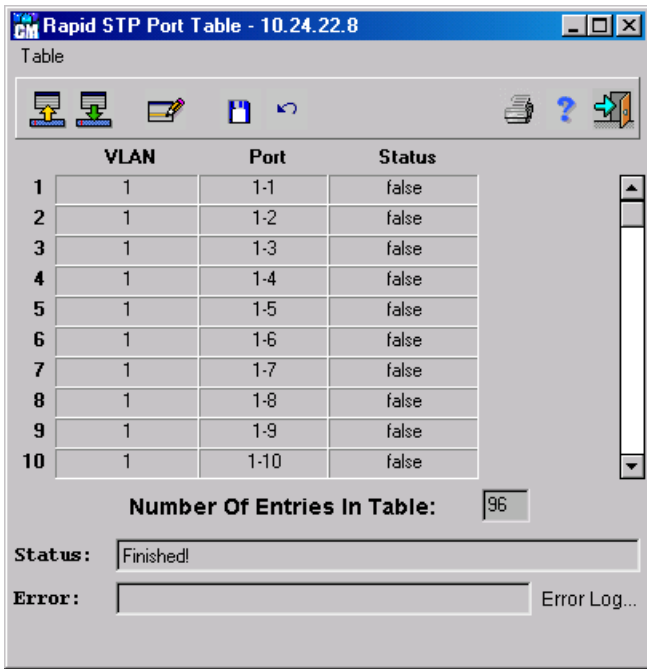 CM Rapid STP Port Table - 10.24.22.8
Table
VLAN Port Status
1 1 1-1 false
2 1 1-2 false
3 1 1-3 false
4 1 1-4 false
5 1 1-5 false
6 1 1-6 false
7 1 1-7 false
8 1 1-8 false
9 1 1-9 false
10 1 1-10 false
Number Of Entries In Table: 96
Status: Finished!
Error: Error Log...